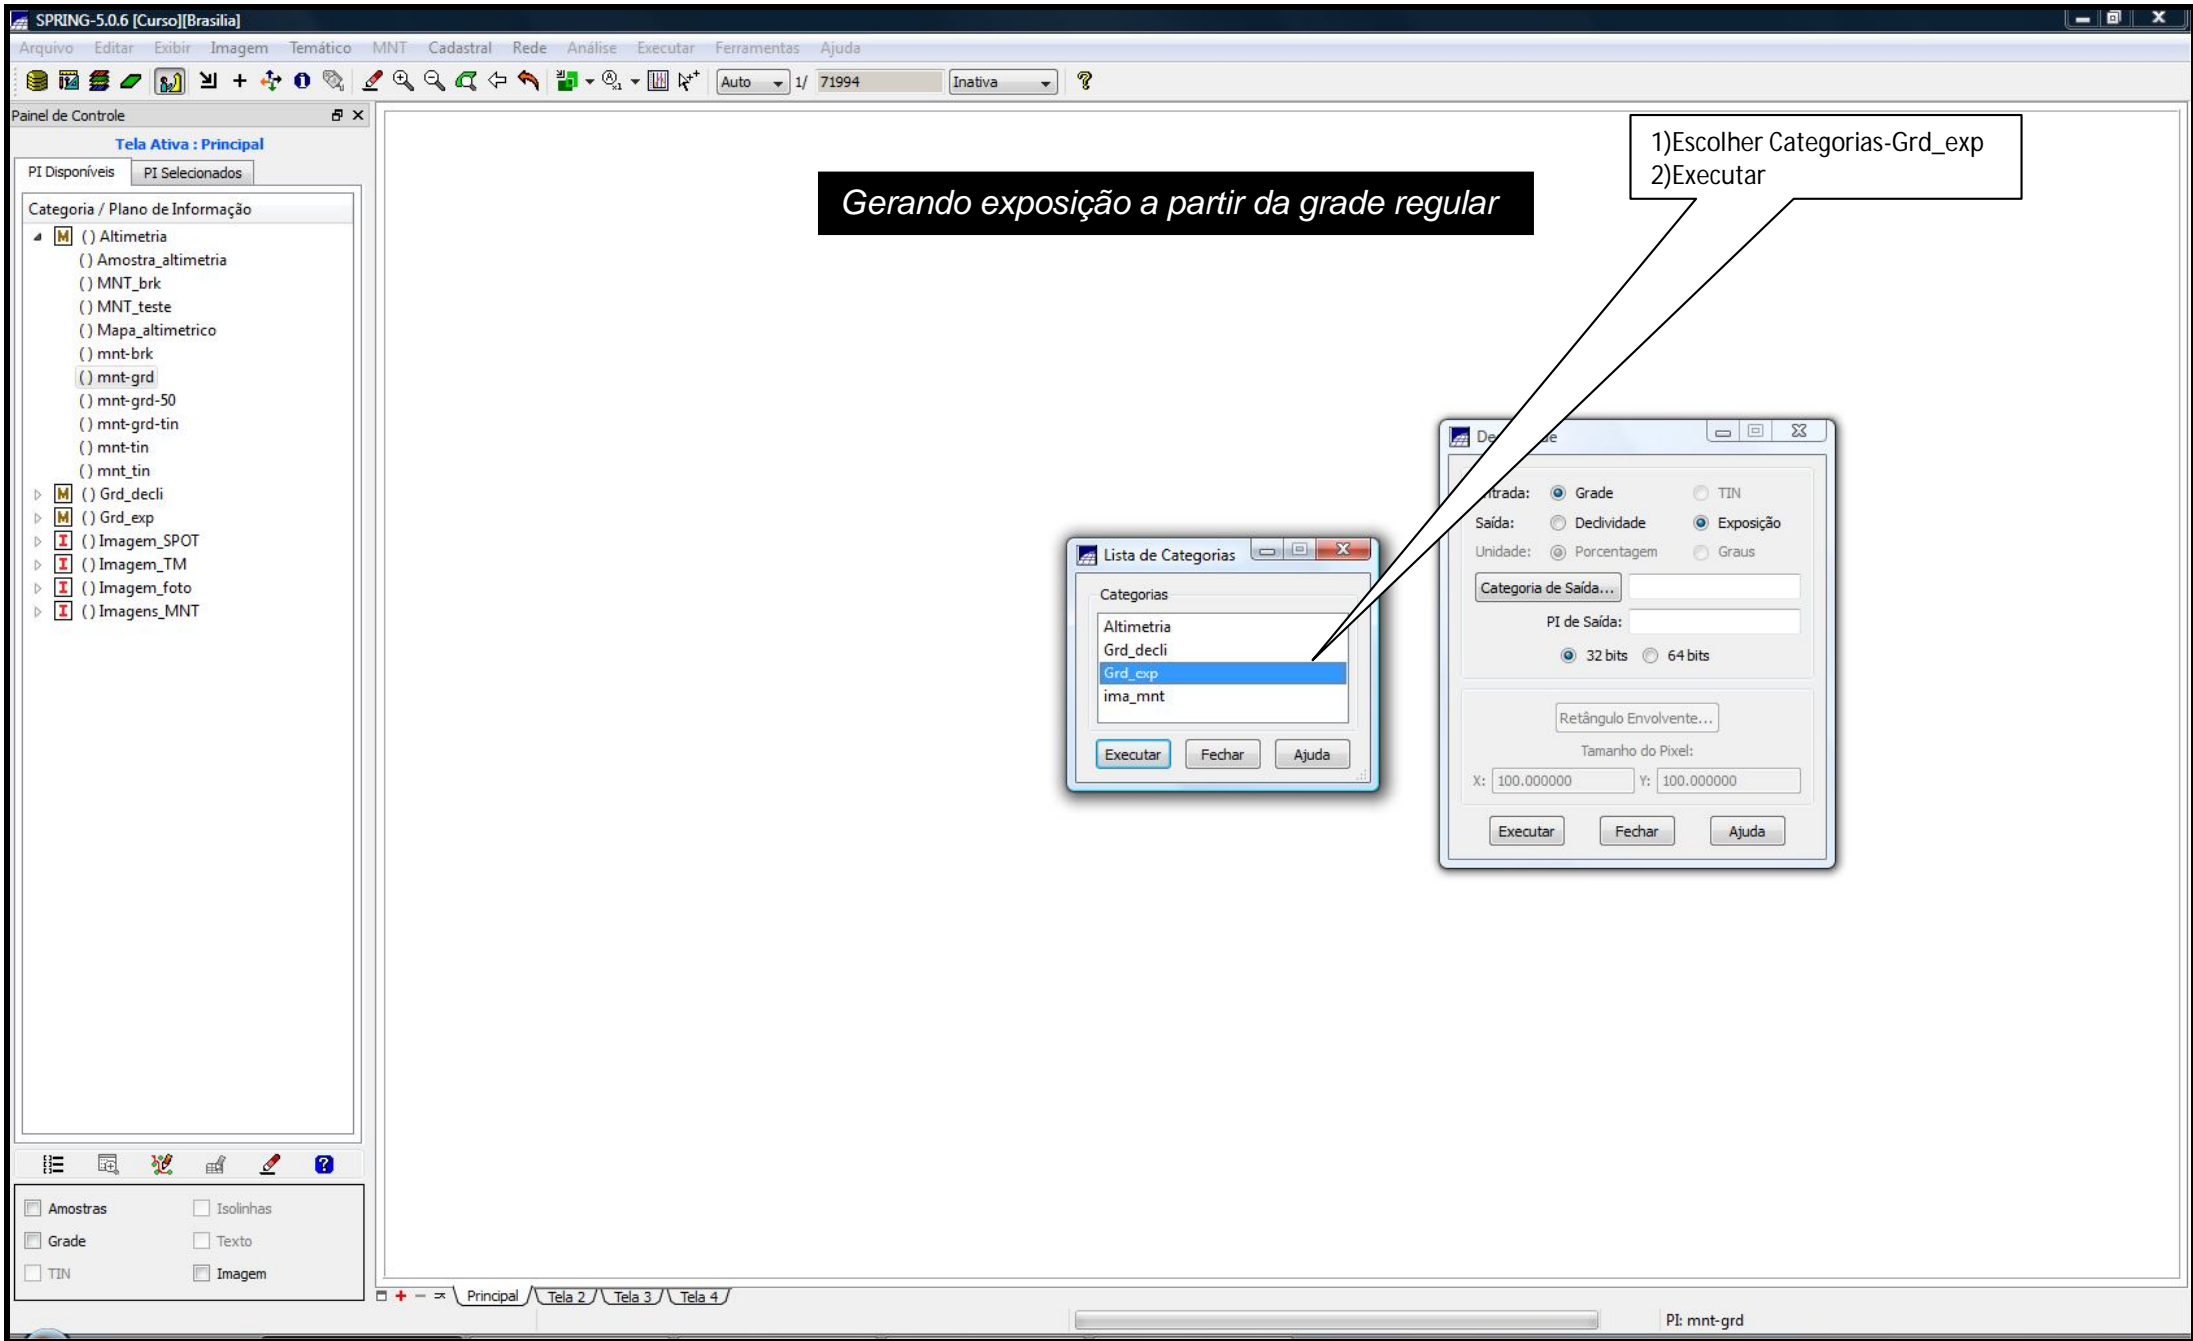 SPRING-5.0.6 [Curso][Brasilia]
Arquivo Editar Exibir Imagem Temático MNT Cadastral Rede Análise Executar Ferramentas Ajuda
Auto 1/ 71994 Inativa
Painel de Controle
Tela Ativa : Principal
PI Disponíveis PI Selecionados
Categoria / Plano de Informação
M ( ) Altimetria
( ) Amostra_altimetria
( ) MNT_brk
( ) MNT_teste
( ) Mapa_altimetrico
( ) mnt-brk
( ) mnt-grd
( ) mnt-grd-50
( ) mnt-grd-tin
( ) mnt-tin
( ) mnt_tin
M ( ) Grd_decli
M ( ) Grd_exp
I ( ) Imagem_SPOT
I ( ) Imagem_TM
I ( ) Imagem_foto
I ( ) Imagens_MNT
Amostras Isolinhas
Grade Texto
TIN Imagem
Gerando exposição a partir da grade regular
1)Escolher Categorias-Grd_exp
2)Executar
Lista de Categorias
Categorias
Altimetria
Grd_decli
Grd_exp
ima_mnt
Executar Fechar Ajuda
Grade TIN
Saída: Declividade Exposição
Unidade: Porcentagem Graus
Categoria de Saída...
PI de Saída:
32 bits 64 bits
Retângulo Envolvente...
Tamanho do Pixel:
X: 100.000000 Y: 100.000000
Executar Fechar Ajuda
Principal Tela 2 Tela 3 Tela 4
PI: mnt-grd